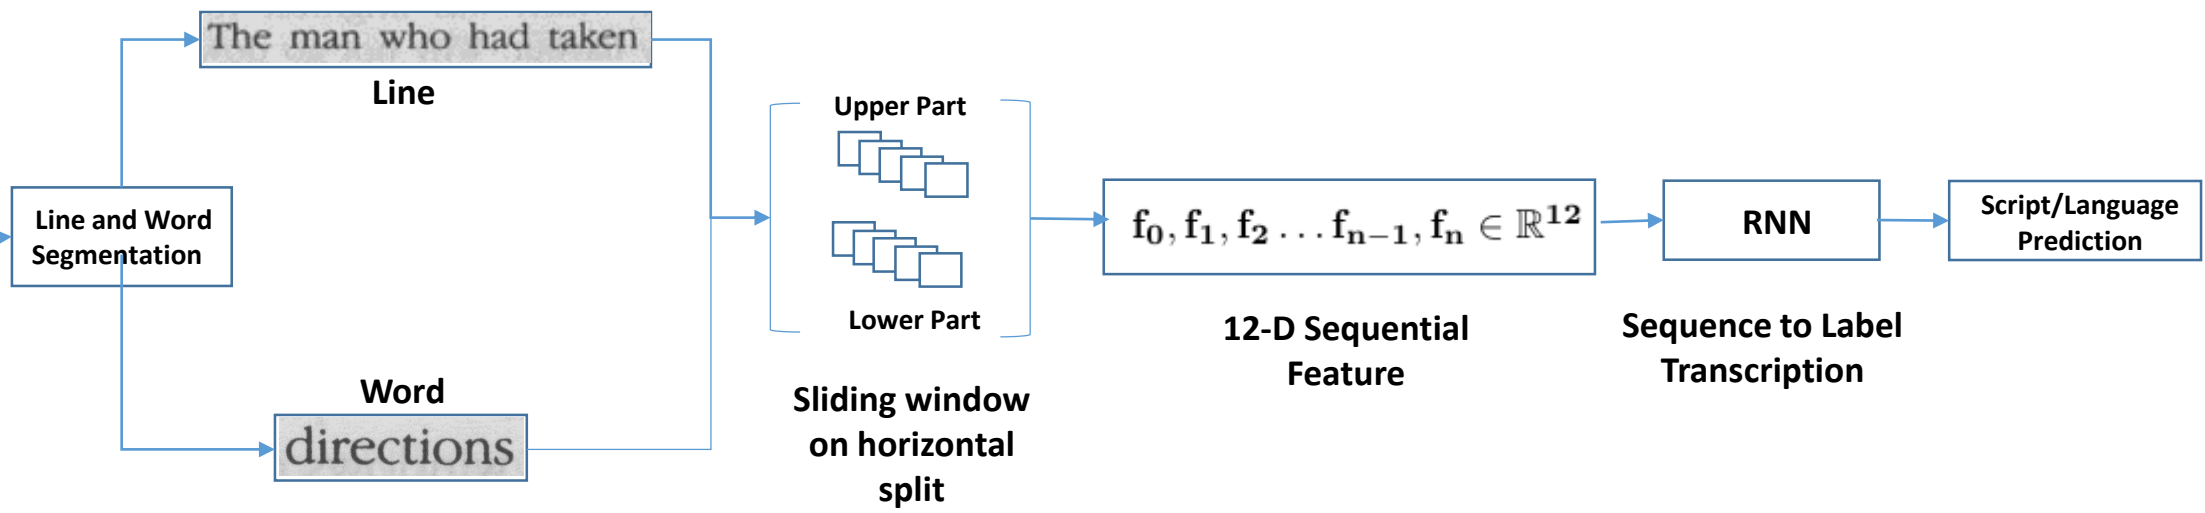 The man who had taken
Line
Line and Word
Segmentation
Word
directions
Upper Part
Lower Part
Sliding window
on horizontal
split
f₀, f₁, f₂ … fₙ₋₁, fₙ ∈ ℝ¹²
12-D Sequential
Feature
RNN
Sequence to Label
Transcription
Script/Language
Prediction